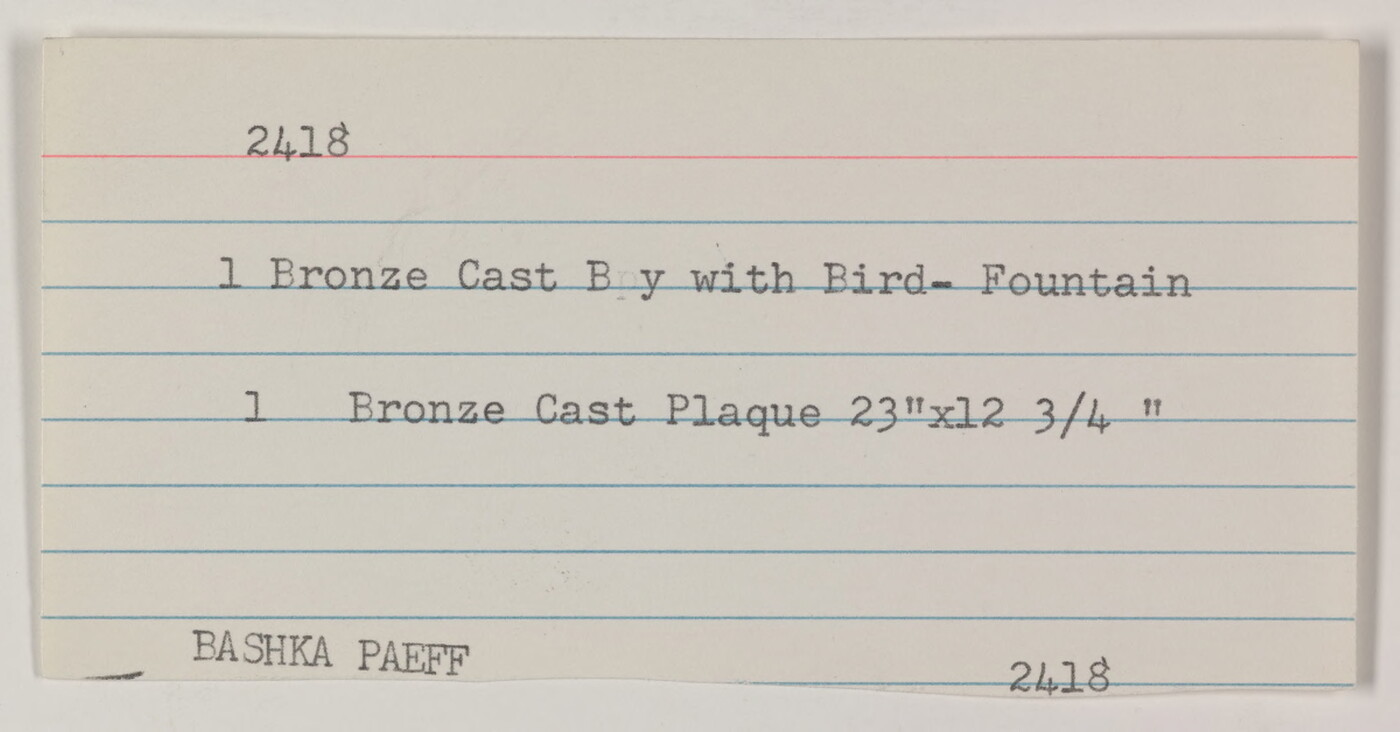 2418
1 Bronze Cast B y with Bird- Fountain
1 Bronze Cast Plaque 23"x12 3/4 "
BASHKA PAEFF
2418